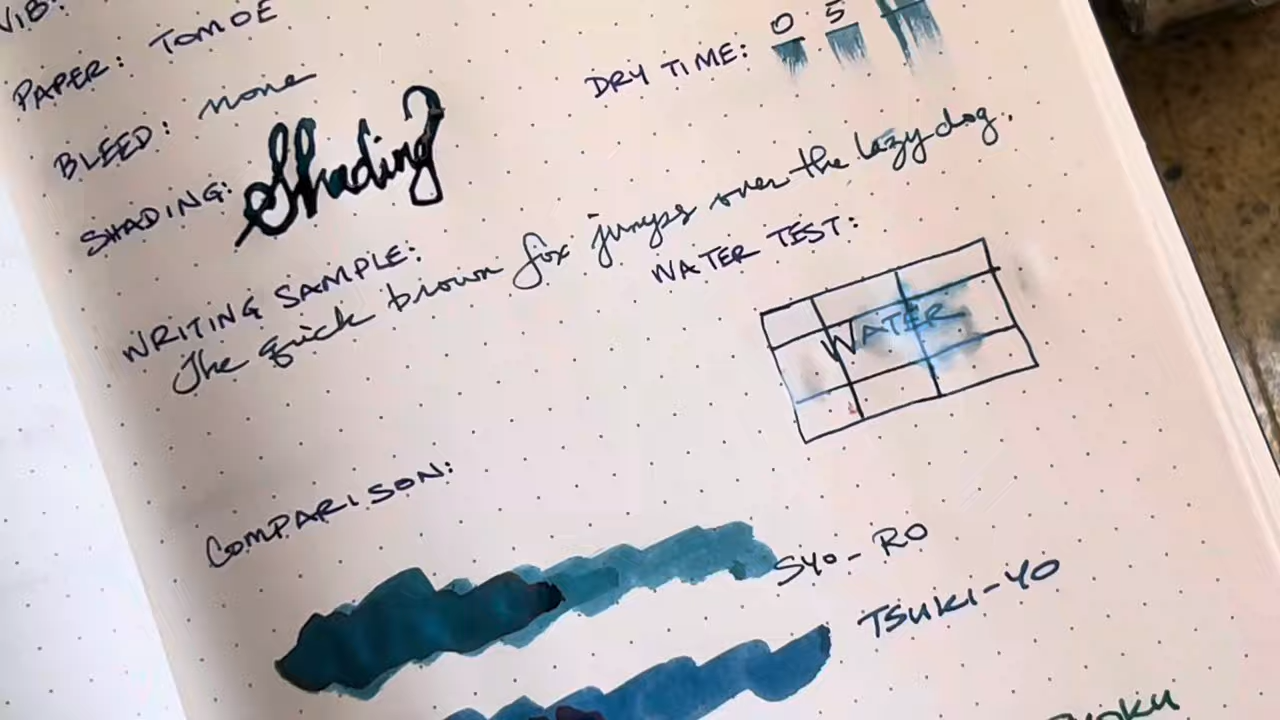 NIB:
PAPER: TOMOE
BLEED: none
DRY TIME: 0 5
SHADING: Shading
WRITING SAMPLE:
The quick brown fox jumps over the lazy dog.
WATER TEST:
WATER
COMPARISON:
SYO-RO
TSUKI-YO